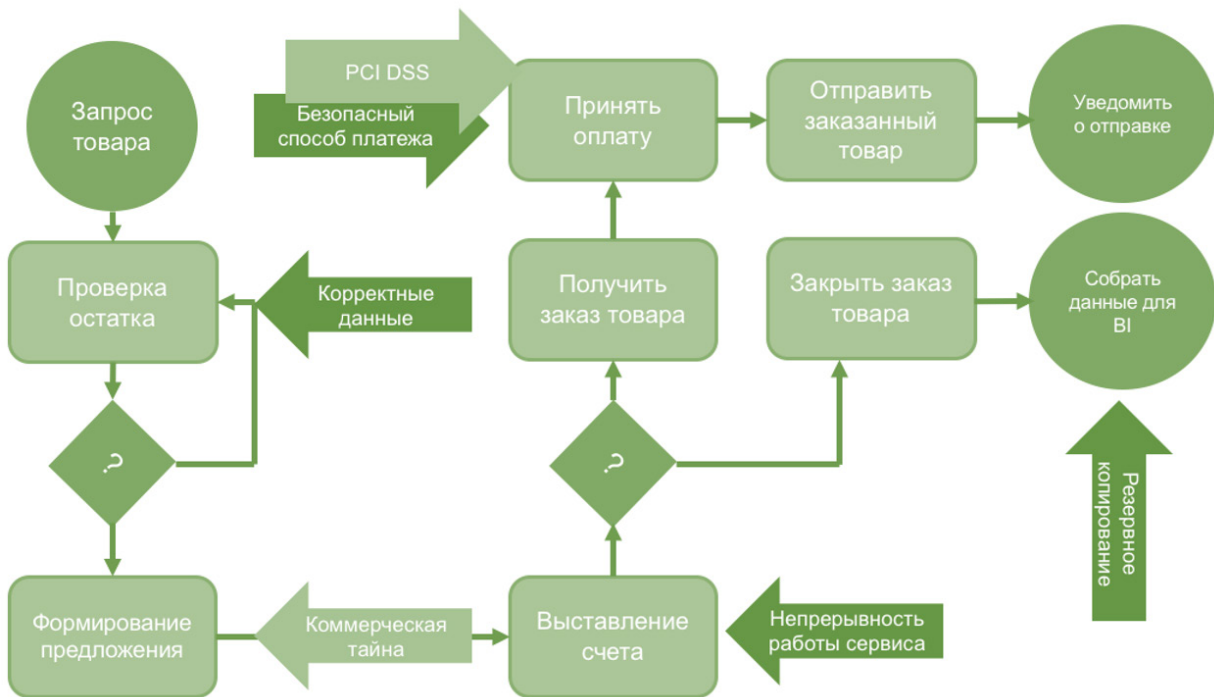 Запрос
товара
PCI DSS
Безопасный
способ платежа
Принять
оплату
Отправить
заказанный
товар
Уведомить
о отправке
Проверка
остатка
Корректные
данные
Получить
заказ товара
Закрыть заказ
товара
Собрать
данные для
BI
?
?
Резервное
копирование
Формирование
предложения
Коммерческая
тайна
Выставление
счета
Непрерывность
работы сервиса